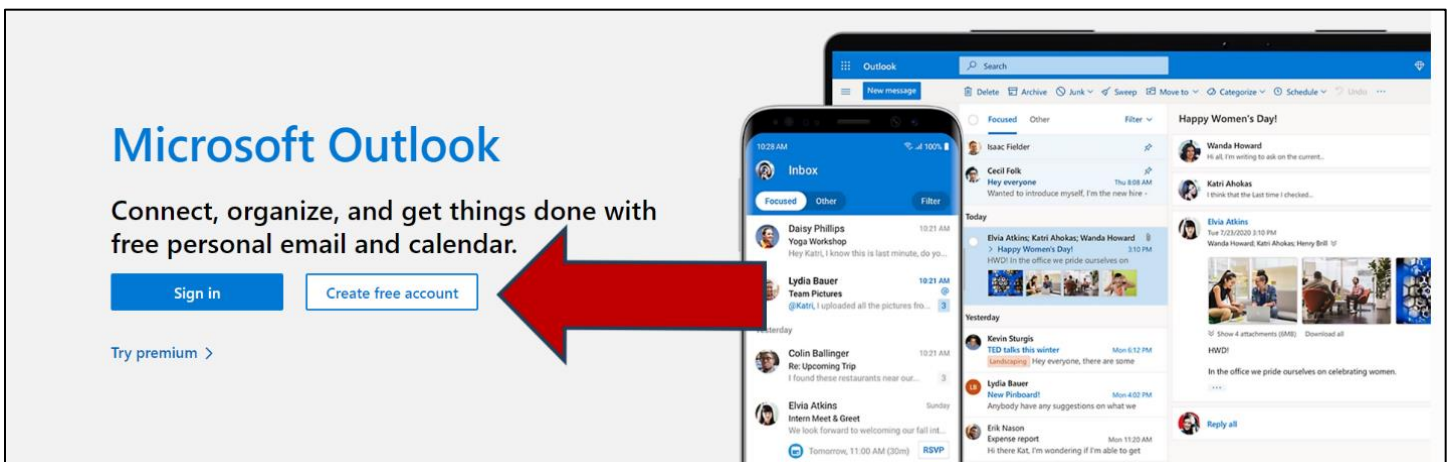 Microsoft Outlook
Connect, organize, and get things done with
free personal email and calendar.
Sign in
Create free account
Try premium >
10:28 AM
100%
Inbox
Focused Other Filter
Daisy Phillips 10:21 AM
Yoga Workshop
Hey Katri, I know this is last minute, do yo...
Lydia Bauer 10:21 AM
Team Pictures @
@Katri, I uploaded all the pictures fro... 3
Yesterday
Colin Ballinger 10:21 AM
Re: Upcoming Trip
I found these restaurants near our... 3
Elvia Atkins Sunday
Intern Meet & Greet
We look forward to welcoming our fall int...
Tomorrow, 11:00 AM (30m) RSVP
Outlook Search
New message Delete Archive Junk Sweep Move to Categorize Schedule Undo ...
Focused Other Filter
Isaac Fielder
Cecil Folk
Hey everyone Thu 8:08 AM
Wanted to introduce myself, I'm the new hire -
Today
Elvia Atkins; Katri Ahokas; Wanda Howard
> Happy Women's Day! 3:10 PM
HWD! In the office we pride ourselves on
Yesterday
Kevin Sturgis
TED talks this winter Mon 6:12 PM
Landscaping Hey everyone, there are some
LB Lydia Bauer
New Pinboard! Mon 4:02 PM
Anybody have any suggestions on what we
Erik Nason
Expense report Mon 11:20 AM
Hi there Kat, I'm wondering if I'm able to get
Happy Women's Day!
Wanda Howard
Hi all, I'm writing to ask on the current...
Katri Ahokas
I think that the Last time I checked...
Elvia Atkins
Tue 7/23/2020 3:10 PM
Wanda Howard; Katri Ahokas; Henry Brill
Show 4 attachments (6MB) Download all
HWD!
In the office we pride ourselves on celebrating women.
...
Reply all